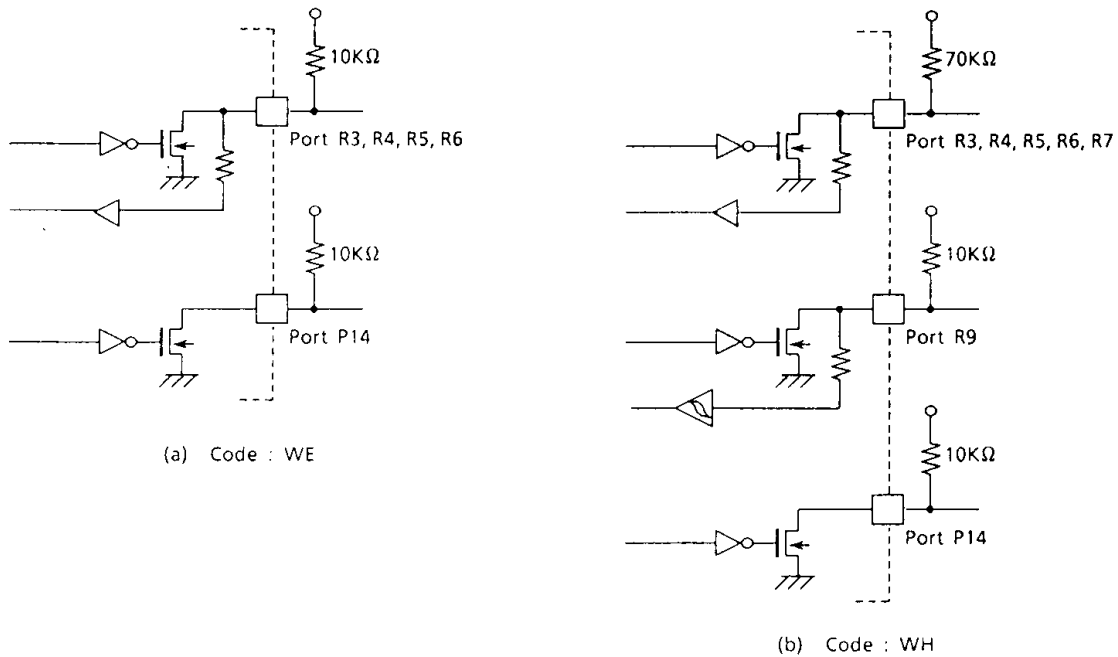 10KΩ
Port R3, R4, R5, R6
10KΩ
Port P14
(a) Code : WE
70KΩ
Port R3, R4, R5, R6, R7
10KΩ
Port R9
10KΩ
Port P14
(b) Code : WH